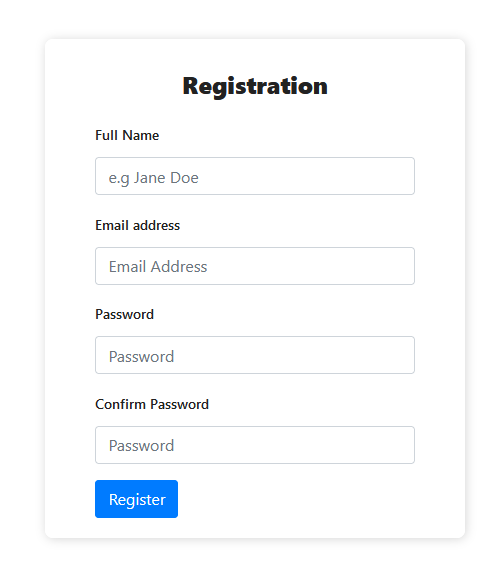 Registration
Full Name
e.g Jane Doe
Email address
Email Address
Password
Password
Confirm Password
Password
Register